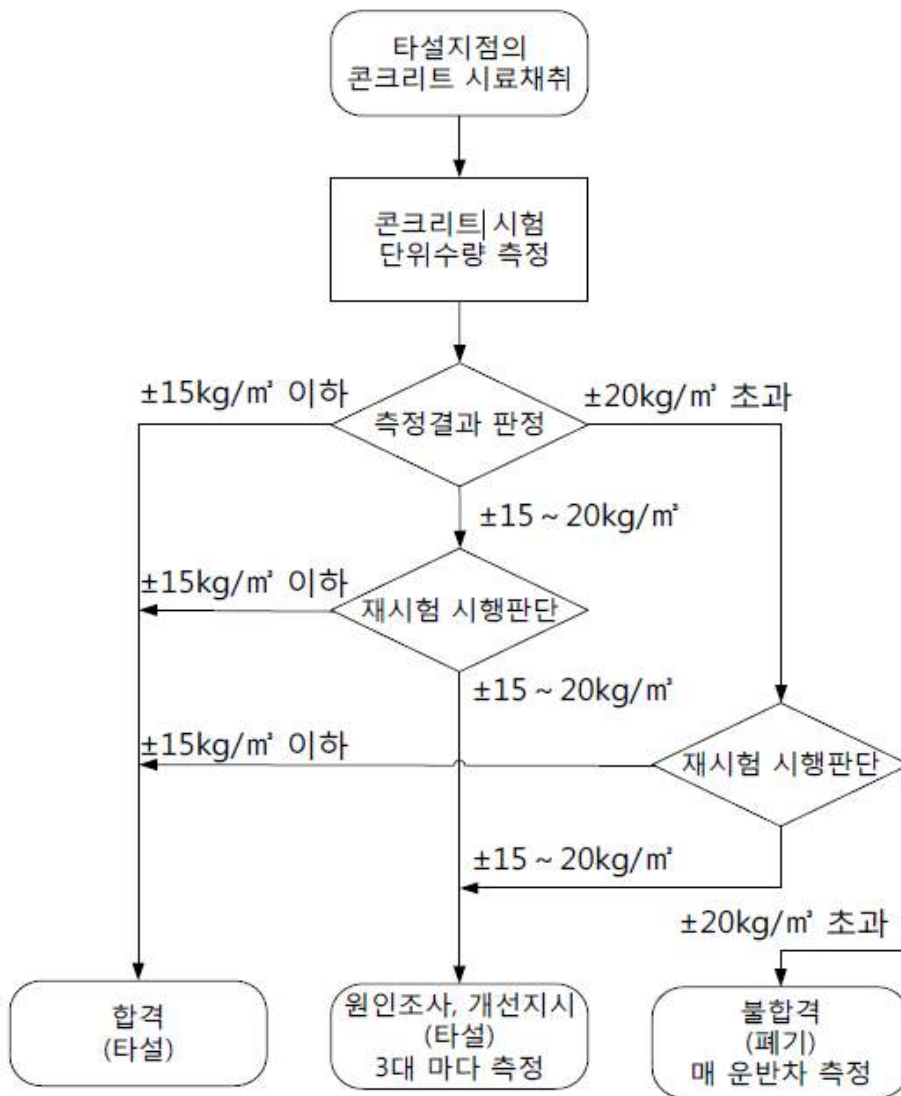 타설지점의
콘크리트 시료채취
콘크리트 시험
단위수량 측정
±15kg/㎥ 이하
±20kg/㎥ 초과
측정결과 판정
±15～20kg/㎥
±15kg/㎥ 이하
재시험 시행판단
±15～20kg/㎥
±15kg/㎥ 이하
재시험 시행판단
±15～20kg/㎥
±20kg/㎥ 초과
합격
(타설)
원인조사, 개선지시
(타설)
3대 마다 측정
불합격
(폐기)
매 운반차 측정